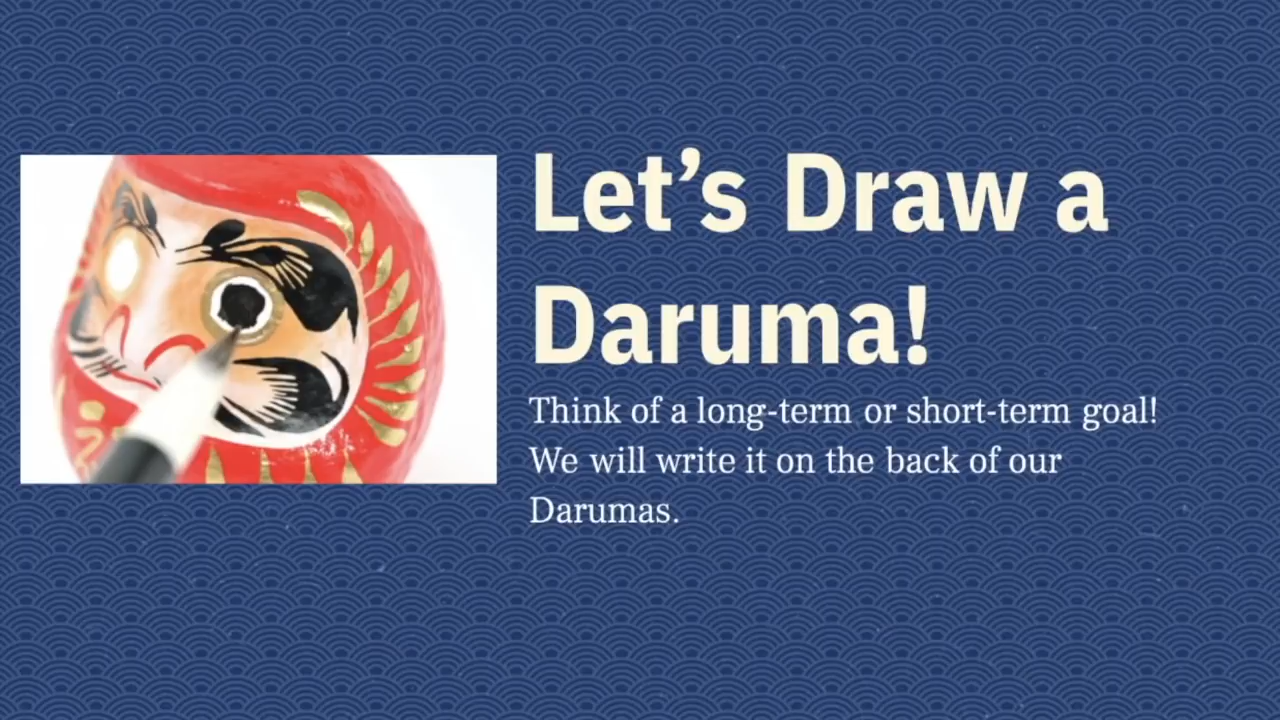 Let’s Draw a
Daruma!
Think of a long-term or short-term goal!
We will write it on the back of our
Darumas.